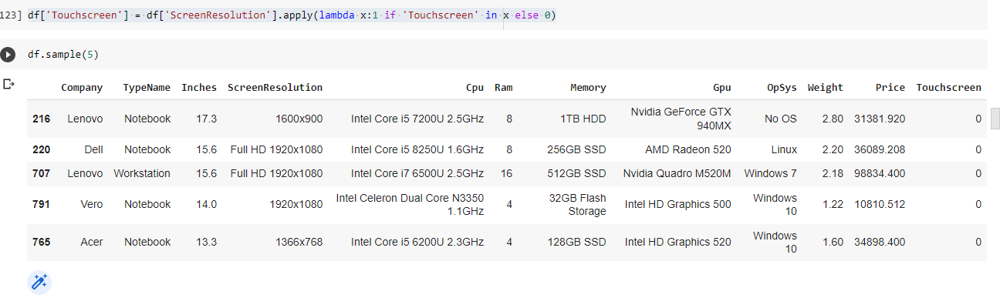 123] df['Touchscreen'] = df['ScreenResolution'].apply(lambda x:1 if 'Touchscreen' in x else 0)
df.sample(5)
Company TypeName Inches ScreenResolution Cpu Ram Memory Gpu OpSys Weight Price Touchscreen
216 Lenovo Notebook 17.3 1600x900 Intel Core i5 7200U 2.5GHz 8 1TB HDD Nvidia GeForce GTX 940MX No OS 2.80 31381.920 0
220 Dell Notebook 15.6 Full HD 1920x1080 Intel Core i5 8250U 1.6GHz 8 256GB SSD AMD Radeon 520 Linux 2.20 36089.208 0
707 Lenovo Workstation 15.6 Full HD 1920x1080 Intel Core i7 6500U 2.5GHz 16 512GB SSD Nvidia Quadro M520M Windows 7 2.18 98834.400 0
791 Vero Notebook 14.0 1920x1080 Intel Celeron Dual Core N3350 1.1GHz 4 32GB Flash Storage Intel HD Graphics 500 Windows 10 1.22 10810.512 0
765 Acer Notebook 13.3 1366x768 Intel Core i5 6200U 2.3GHz 4 128GB SSD Intel HD Graphics 520 Windows 10 1.60 34898.400 0